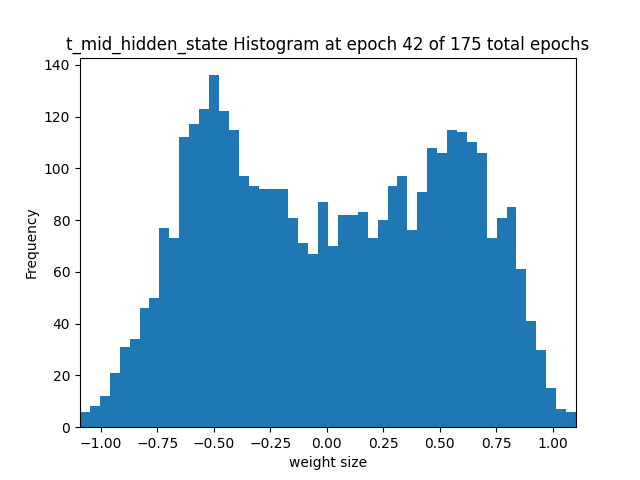 t_mid_hidden_state Histogram at epoch 42 of 175 total epochs
140
120
100
80
60
40
20
0
Frequency
−1.00 −0.75 −0.50 −0.25 0.00 0.25 0.50 0.75 1.00
weight size